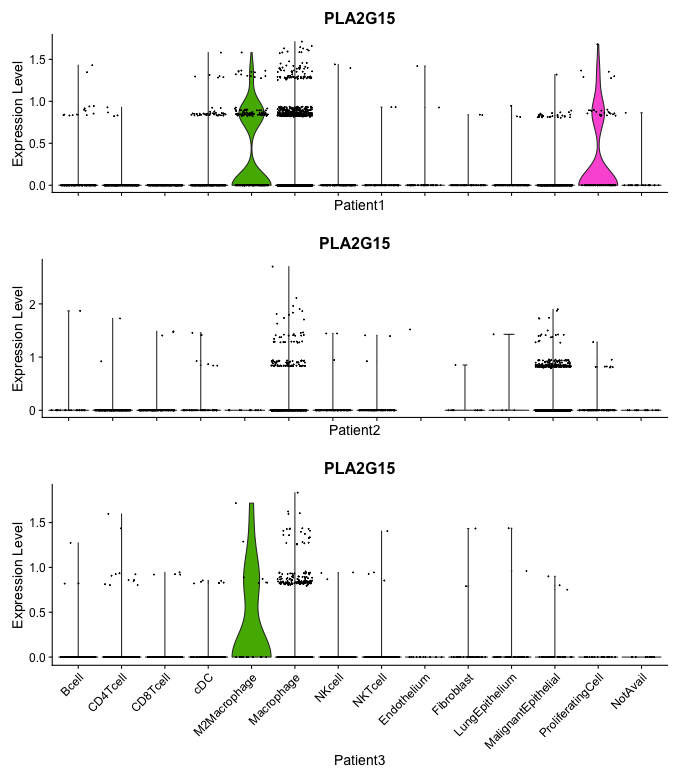 PLA2G15
Expression Level
1.5
1.0
0.5
0.0
Patient1
PLA2G15
Expression Level
2
1
0
Patient2
PLA2G15
Expression Level
1.5
1.0
0.5
0.0
Bcell
CD4Tcell
CD8Tcell
cDC
M2Macrophage
Macrophage
NKcell
NKTcell
Endothelium
Fibroblast
LungEpithelium
MalignantEpithelial
ProliferatingCell
NotAvail
Patient3